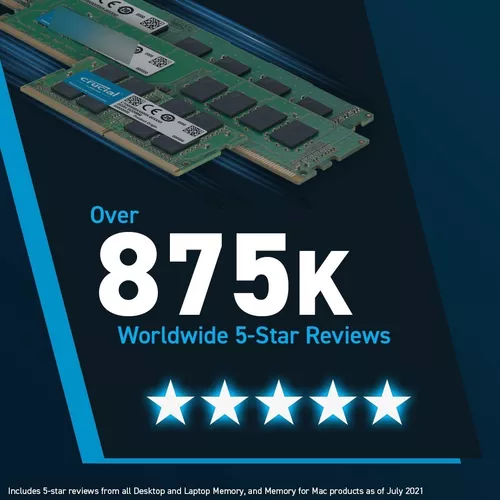 crucial
Over
875K
Worldwide 5-Star Reviews
Includes 5-star reviews from all Desktop and Laptop Memory, and Memory for Mac products as of July 2021